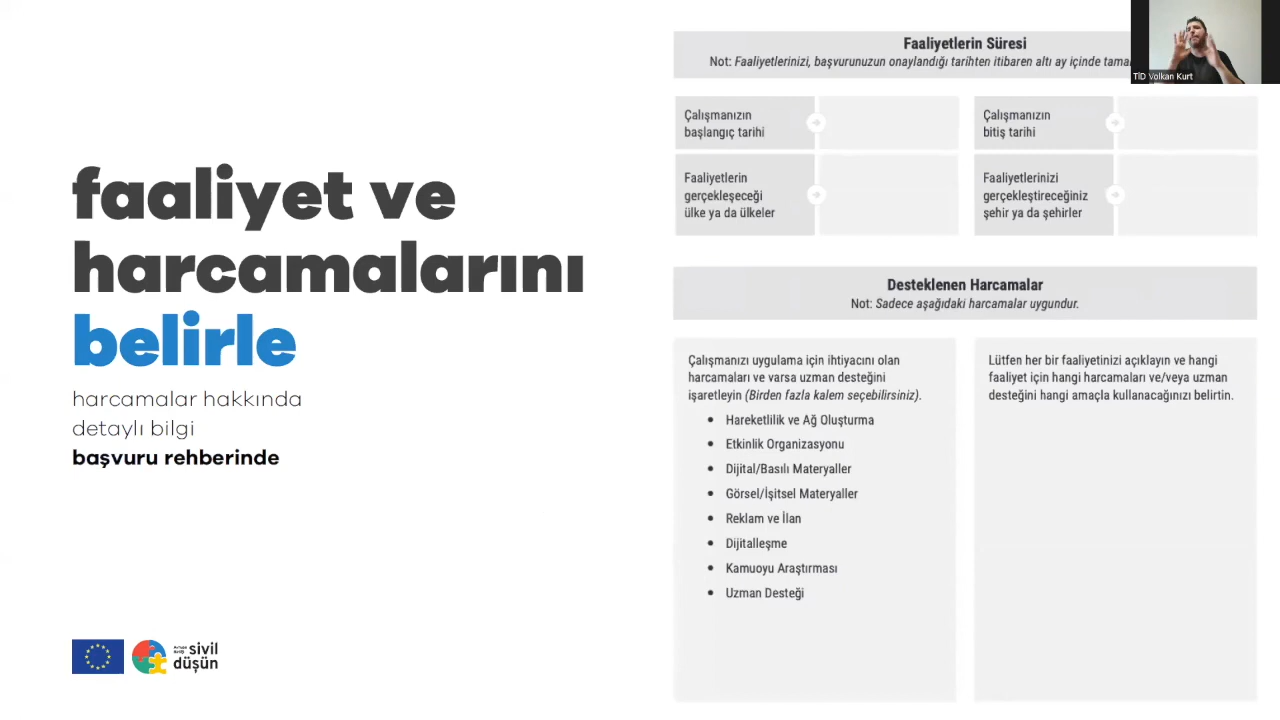 faaliyet ve
harcamalarını
belirle
harcamalar hakkında
detaylı bilgi
başvuru rehberinde
sivil
düşün
Faaliyetlerin Süresi
Not: Faaliyetlerinizi, başvurunuzun onaylandığı tarihten itibaren altı ay içinde
TİD Volkan Kurt
Çalışmanızın
başlangıç tarihi
Çalışmanızın
bitiş tarihi
Faaliyetlerin
gerçekleşeceği
ülke ya da ülkeler
Faaliyetlerinizi
gerçekleştireceğiniz
şehir ya da şehirler
Desteklenen Harcamalar
Not: Sadece aşağıdaki harcamalar uygundur.
Çalışmanızı uygulama için ihtiyacını olan
harcamaları ve varsa uzman desteğini
işaretleyin (Birden fazla kalem seçebilirsiniz).
• Hareketlilik ve Ağ Oluşturma
• Etkinlik Organizasyonu
• Dijital/Basılı Materyaller
• Görsel/İşitsel Materyaller
• Reklam ve İlan
• Dijitalleşme
• Kamuoyu Araştırması
• Uzman Desteği
Lütfen her bir faaliyetinizi açıklayın ve hangi
faaliyet için hangi harcamaları ve/veya uzman
desteğini hangi amaçla kullanacağınızı belirtin.